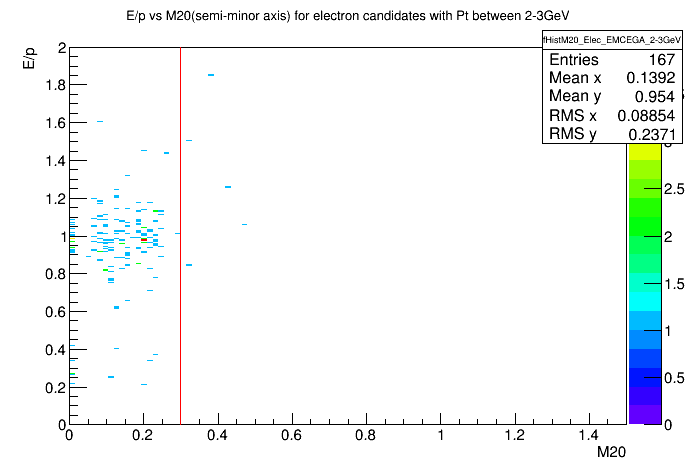 E/p vs M20(semi-minor axis) for electron candidates with Pt between 2-3GeV
fHistM20_Elec_EMCEGA_2-3GeV
Entries 167
Mean x 0.1392
Mean y 0.954
RMS x 0.08854
RMS y 0.2371
E/p
2
1.8
1.6
1.4
1.2
1
0.8
0.6
0.4
0.2
0
0 0.2 0.4 0.6 0.8 1 1.2 1.4
M20
2.5
2
1.5
1
0.5
0